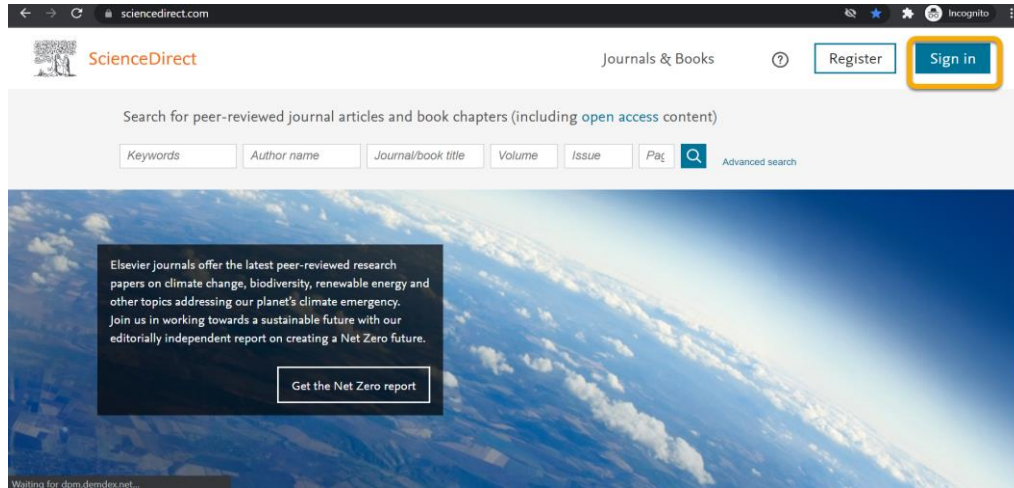 sciencedirect.com
Incognito
ScienceDirect
Journals & Books
?
Register
Sign in
Search for peer-reviewed journal articles and book chapters (including open access content)
Keywords
Author name
Journal/book title
Volume
Issue
Pag
Advanced search
Elsevier journals offer the latest peer-reviewed research
papers on climate change, biodiversity, renewable energy and
other topics addressing our planet's climate emergency.
Join us in working towards a sustainable future with our
editorially independent report on creating a Net Zero future.
Get the Net Zero report
Waiting for dpm.demdex.net...